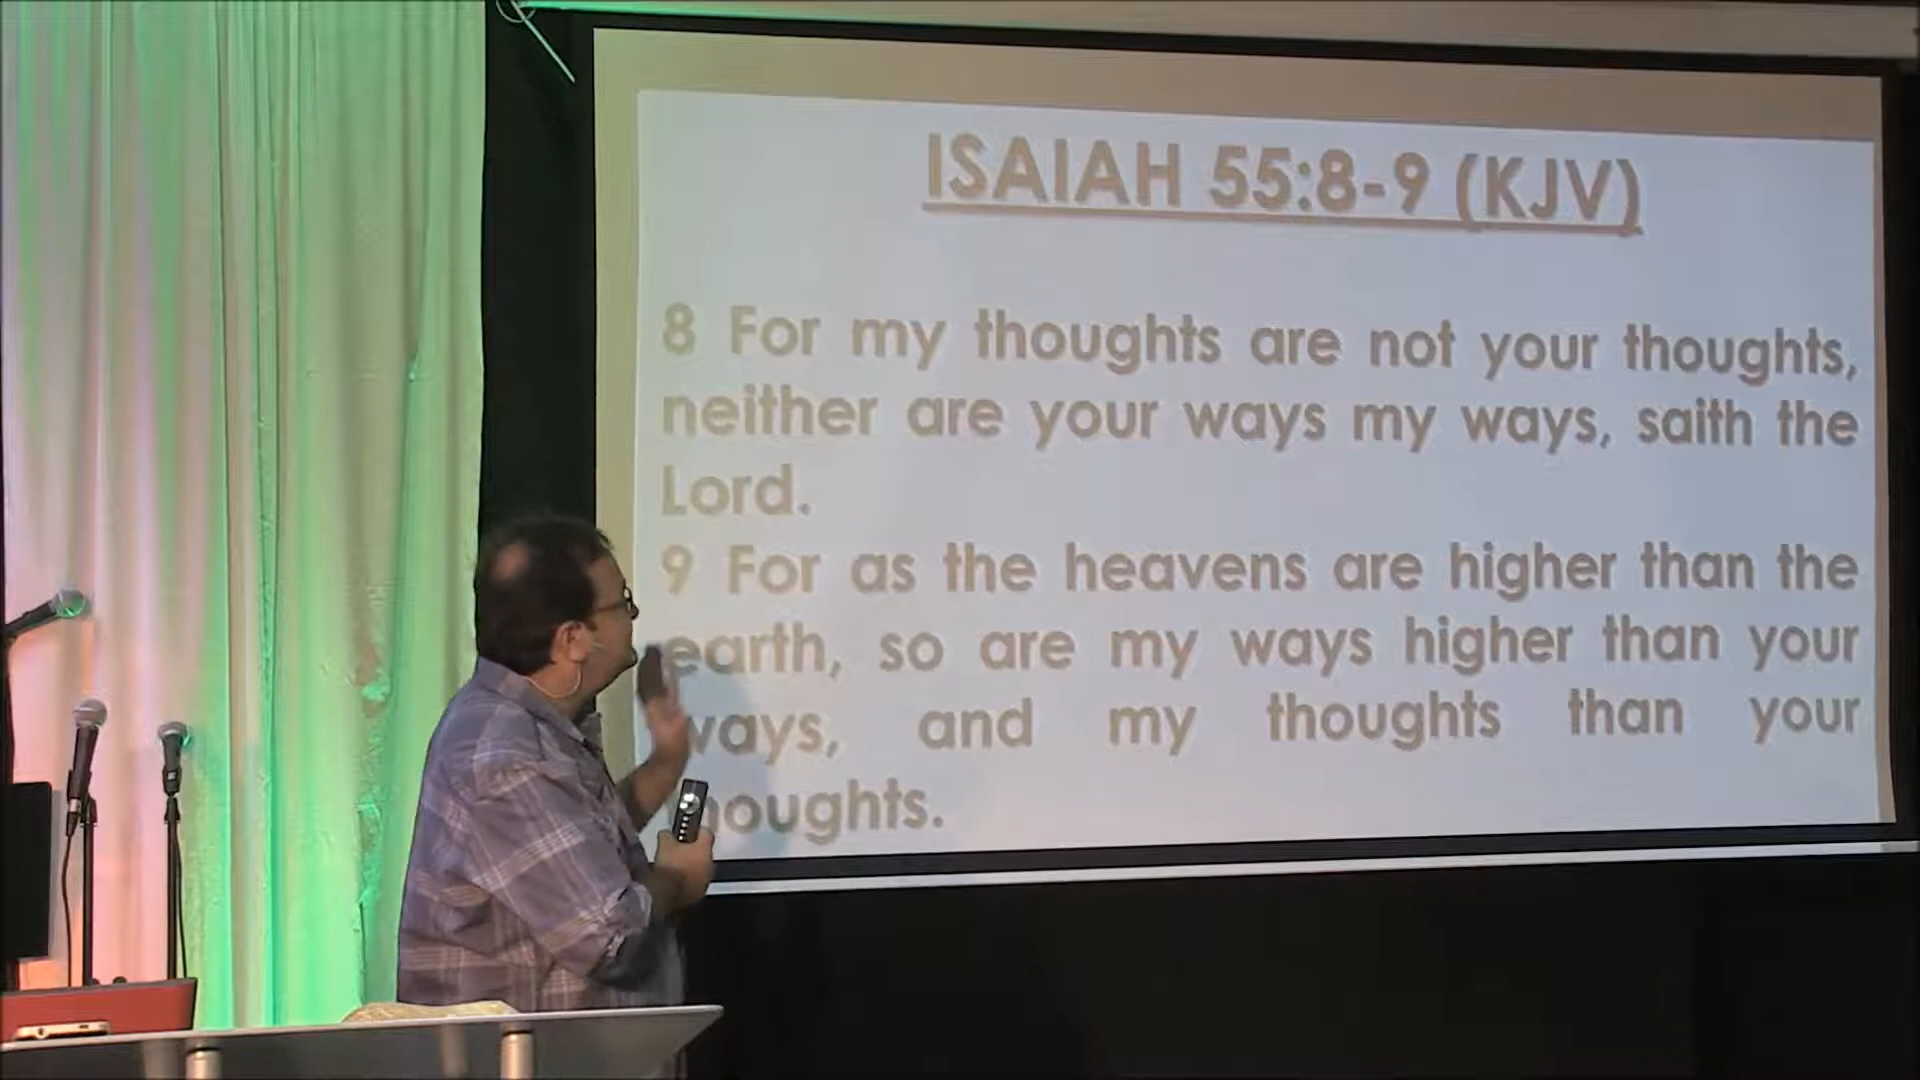 ISAIAH 55:8-9 (KJV)
8 For my thoughts are not your thoughts,
neither are your ways my ways, saith the
Lord.
9 For as the heavens are higher than the
earth, so are my ways higher than your
ways, and my thoughts than your
thoughts.